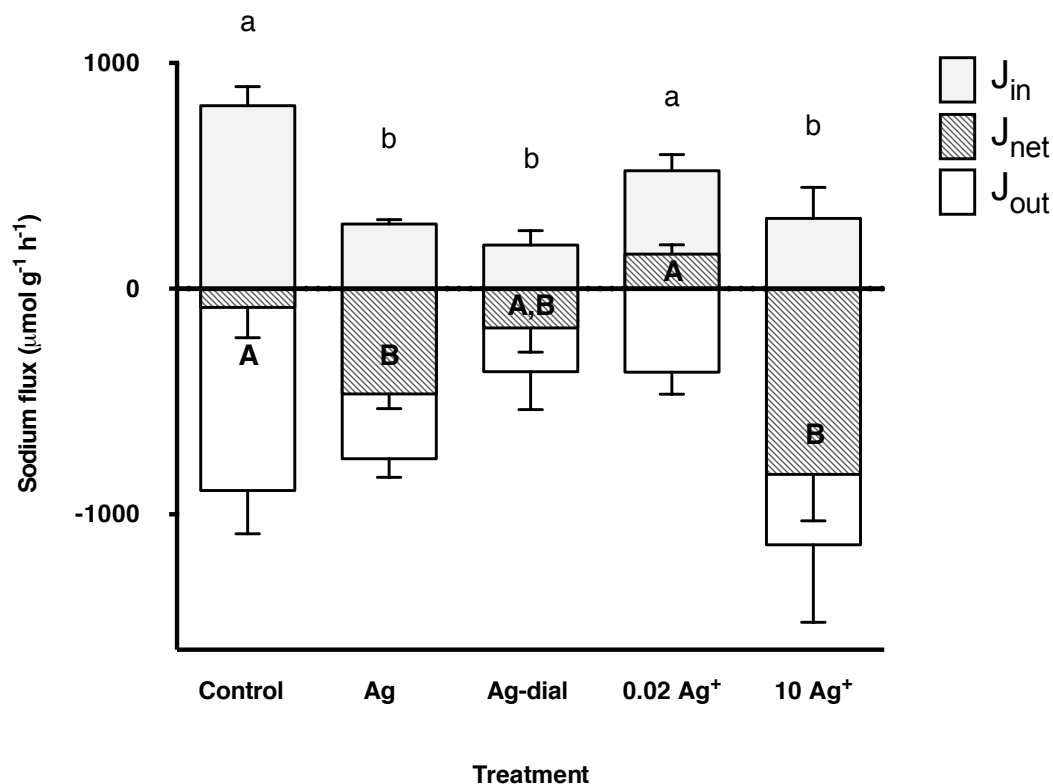 a
1000
J_in
a
b
b
b
J_net
J_out
A
0
A,B
A
B
B
-1000
Sodium flux (μmol g⁻¹ h⁻¹)
Control Ag Ag-dial 0.02 Ag⁺ 10 Ag⁺
Treatment